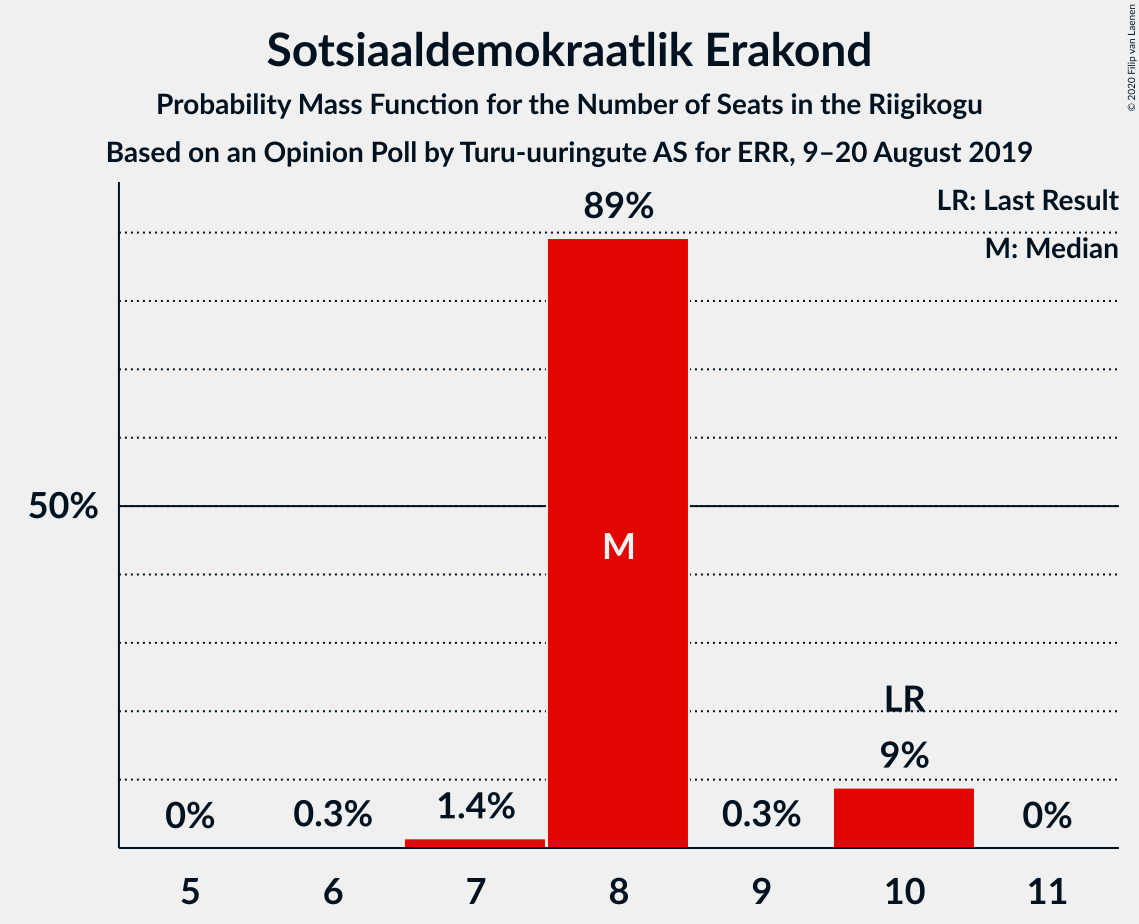 Sotsiaaldemokraatlik Erakond
Probability Mass Function for the Number of Seats in the Riigikogu
Based on an Opinion Poll by Turu-uuringute AS for ERR, 9–20 August 2019
© 2020 Filip van Laenen
LR: Last Result
M: Median
89%
50%
M
LR
9%
0%
0.3%
1.4%
0.3%
0%
5 6 7 8 9 10 11